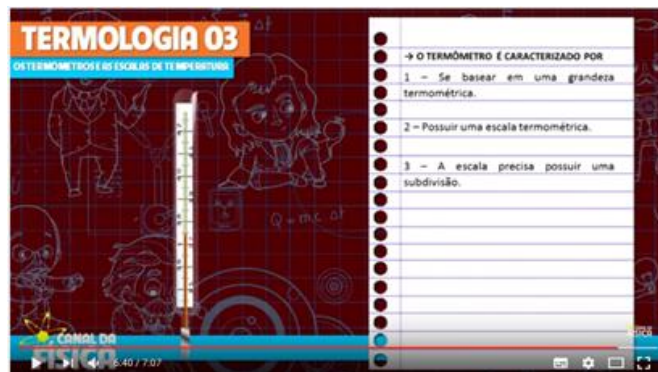 TERMOLOGIA 03
OS TERMÔMETROS E AS ESCALAS DE TEMPERATURA
→ O TERMÔMETRO É CARACTERIZADO POR
1 – Se basear em uma grandeza
termométrica.
2 – Possuir uma escala termométrica.
3 – A escala precisa possuir uma
subdivisão.
Q=mc Δt
CANAL DA
FÍSICA
6:40 / 7:07